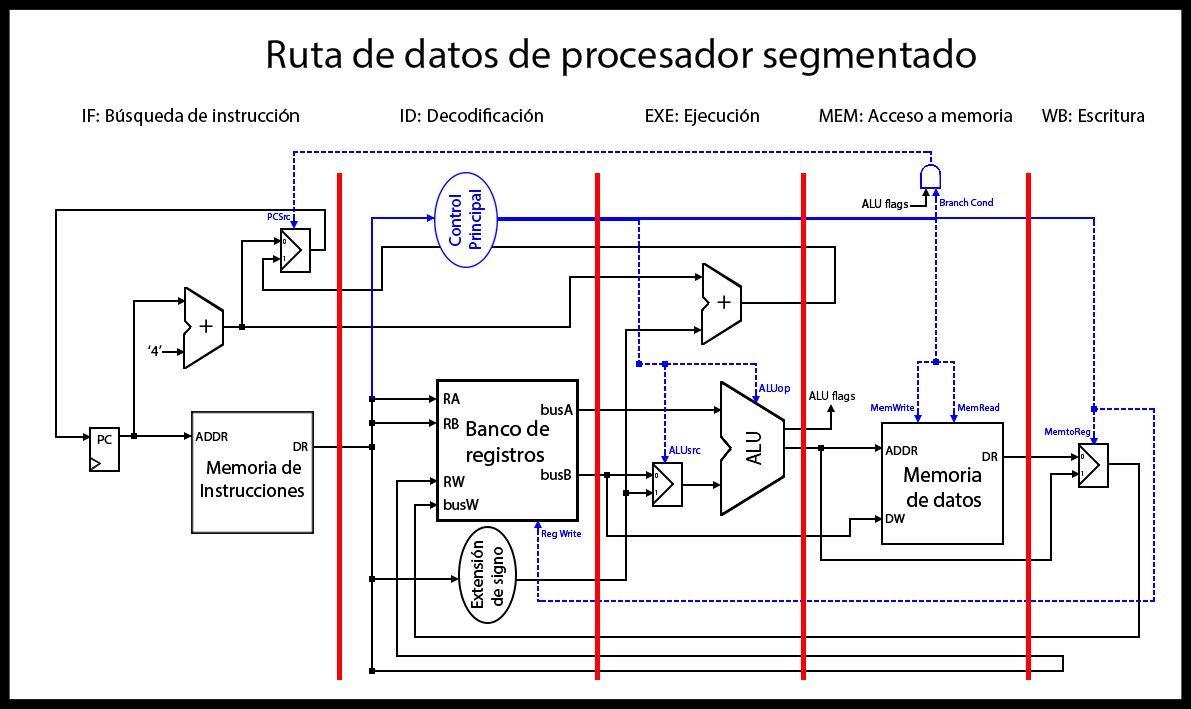 Ruta de datos de procesador segmentado
IF: Búsqueda de instrucción
ID: Decodificación
EXE: Ejecución
MEM: Acceso a memoria
WB: Escritura
Control
Principal
ALU flags
Branch Cond
PCSrc
0
1
+
+
'4'
ALUop
ALU flags
RA
RB
RW
busW
busA
busB
Banco de
registros
MemWrite
MemRead
MemtoReg
PC
ADDR
DR
Memoria de
Instrucciones
ALUsrc
0
1
ALU
ADDR
DR
DW
Memoria
de datos
0
1
Reg Write
Extensión
de signo